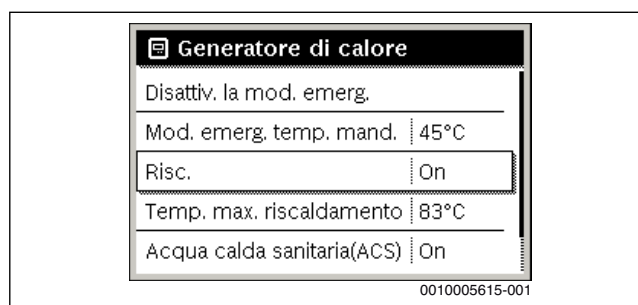 Generatore di calore
Disattiv. la mod. emerg.
Mod. emerg. temp. mand. 45°C
Risc. On
Temp. max. riscaldamento 83°C
Acqua calda sanitaria(ACS) On
0010005615-001